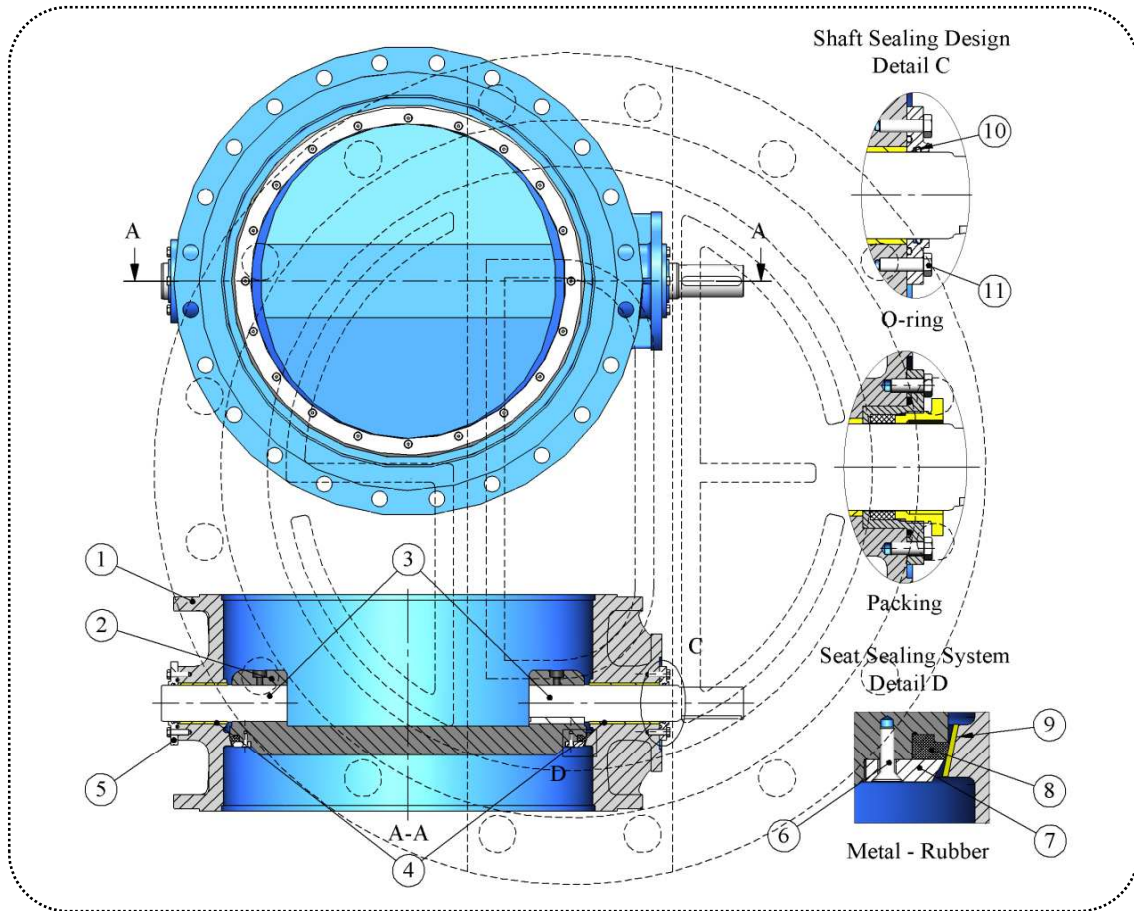 Shaft Sealing Design
Detail C
10
A
A
11
O-ring
1
3
2
Packing
C
Seat Sealing System
Detail D
9
5
D
8
A-A
6
7
4
Metal - Rubber